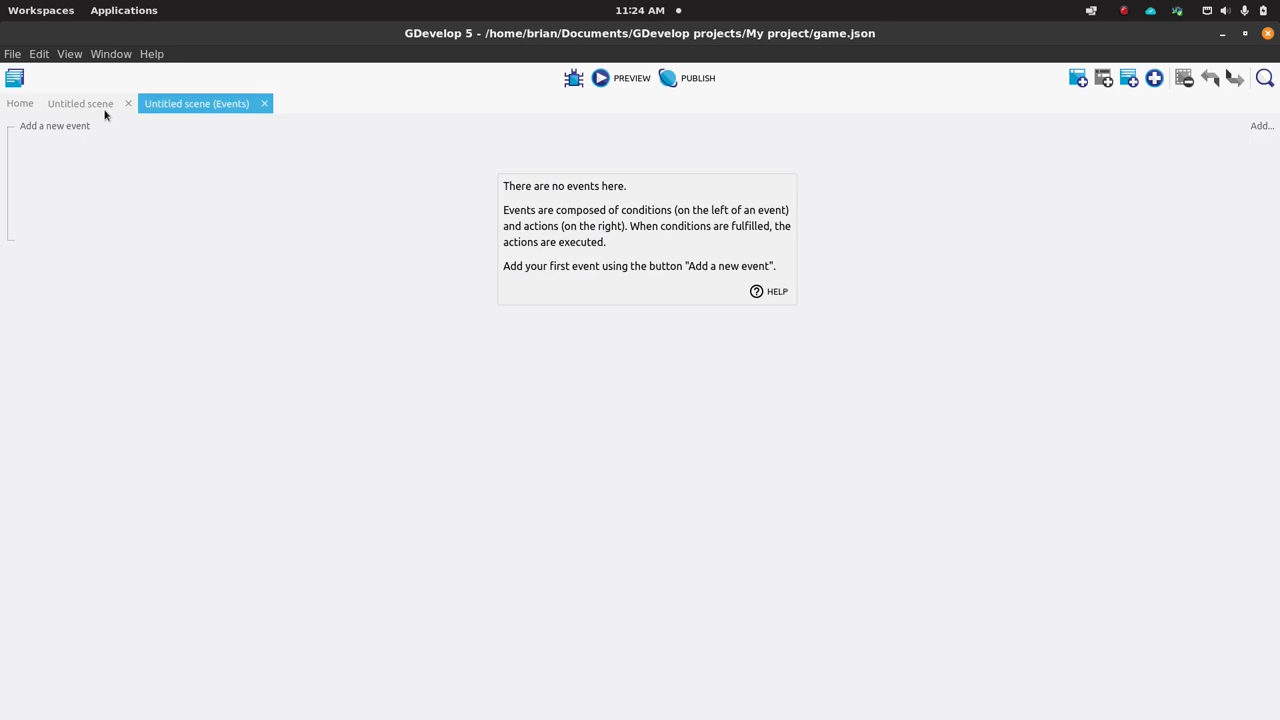 Workspaces Applications 11:24 AM
GDevelop 5 - /home/brian/Documents/GDevelop projects/My project/game.json
File Edit View Window Help
PREVIEW PUBLISH
Home Untitled scene Untitled scene (Events)
Add a new event Add...
There are no events here.
Events are composed of conditions (on the left of an event)
and actions (on the right). When conditions are fulfilled, the
actions are executed.
Add your first event using the button "Add a new event".
HELP